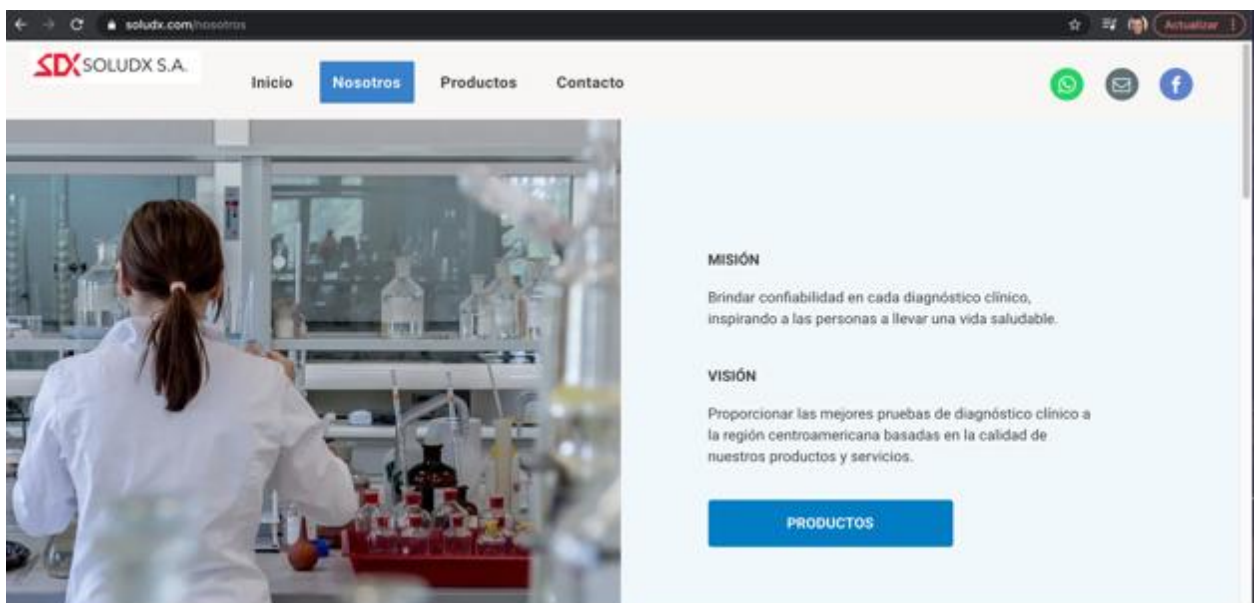 soludx.com/nosotros
Actualizar
SDX SOLUDX S.A.
Inicio
Nosotros
Productos
Contacto
MISIÓN
Brindar confiabilidad en cada diagnóstico clínico,
inspirando a las personas a llevar una vida saludable.
VISIÓN
Proporcionar las mejores pruebas de diagnóstico clínico a
la región centroamericana basadas en la calidad de
nuestros productos y servicios.
PRODUCTOS